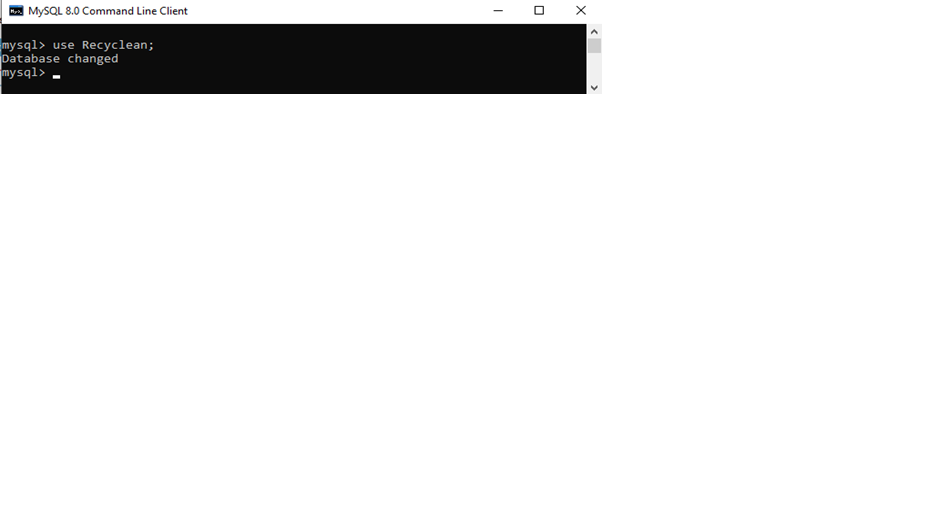 MySQL 8.0 Command Line Client
mysql> use Recyclean;
Database changed
mysql>